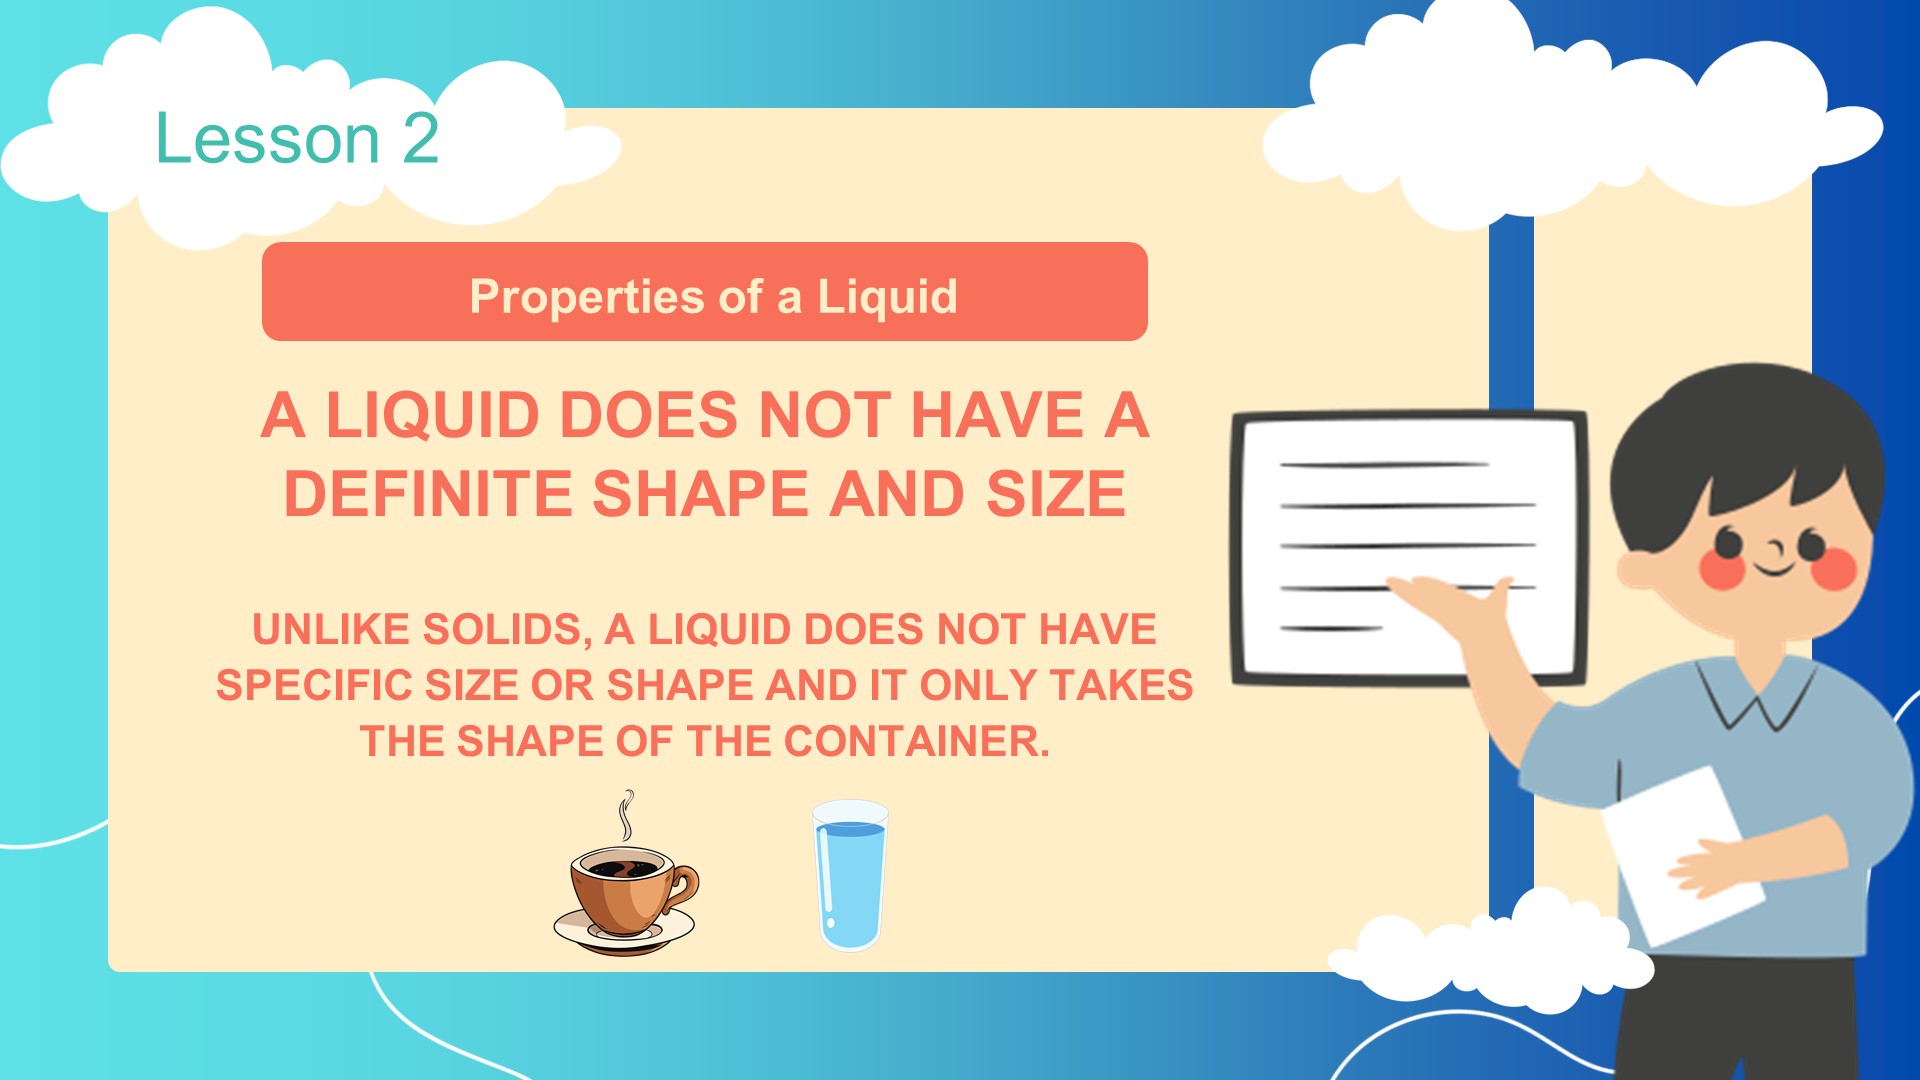 Lesson 2
Properties of a Liquid
A LIQUID DOES NOT HAVE A
DEFINITE SHAPE AND SIZE
UNLIKE SOLIDS, A LIQUID DOES NOT HAVE
SPECIFIC SIZE OR SHAPE AND IT ONLY TAKES
THE SHAPE OF THE CONTAINER.